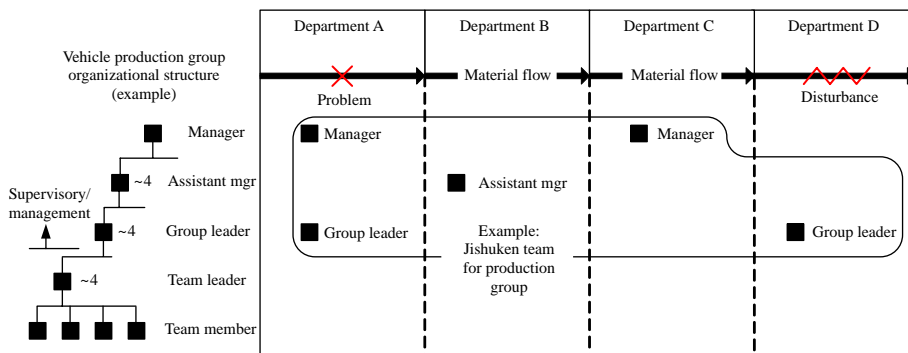 Department A
Department B
Department C
Department D
Vehicle production group
organizational structure
(example)
Material flow
Material flow
Problem
Disturbance
Manager
Manager
Manager
~4
Assistant mgr
Assistant mgr
Supervisory/
management
~4
Group leader
Group leader
Example:
Jishuken team
for production
group
Group leader
~4
Team leader
Team member